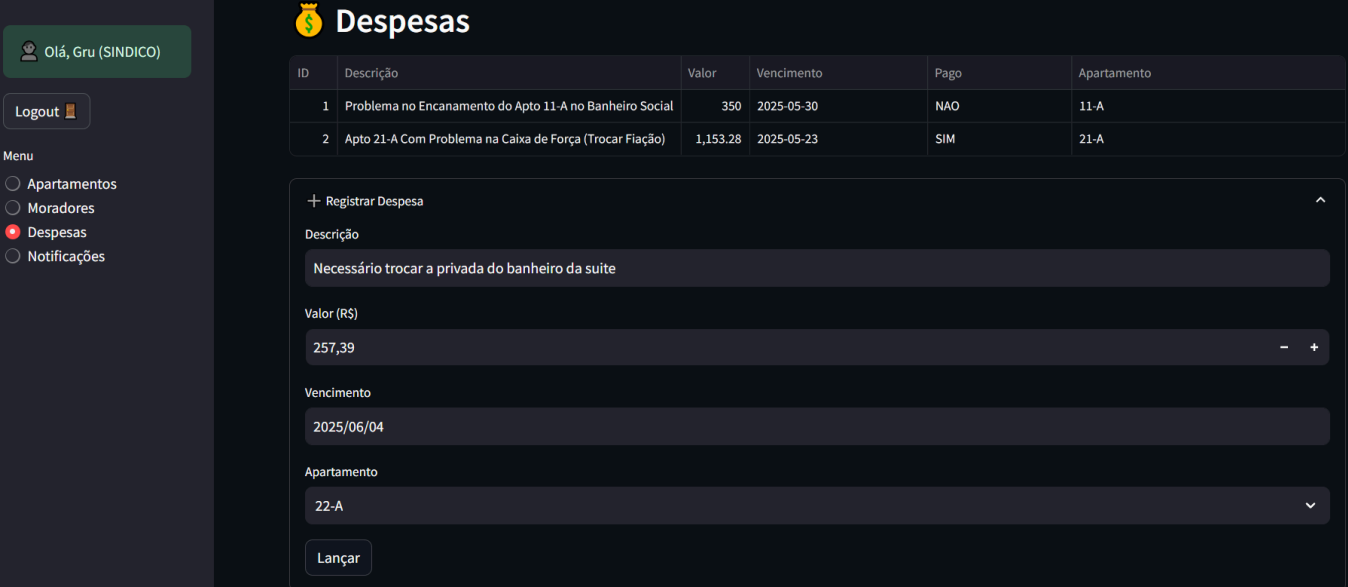 Despesas
Olá, Gru (SINDICO)
Logout
Menu
Apartamentos
Moradores
Despesas
Notificações
ID Descrição Valor Vencimento Pago Apartamento
1 Problema no Encanamento do Apto 11-A no Banheiro Social 350 2025-05-30 NAO 11-A
2 Apto 21-A Com Problema na Caixa de Força (Trocar Fiação) 1,153.28 2025-05-23 SIM 21-A
Registrar Despesa
Descrição
Necessário trocar a privada do banheiro da suite
Valor (R$)
257,39
Vencimento
2025/06/04
Apartamento
22-A
Lançar